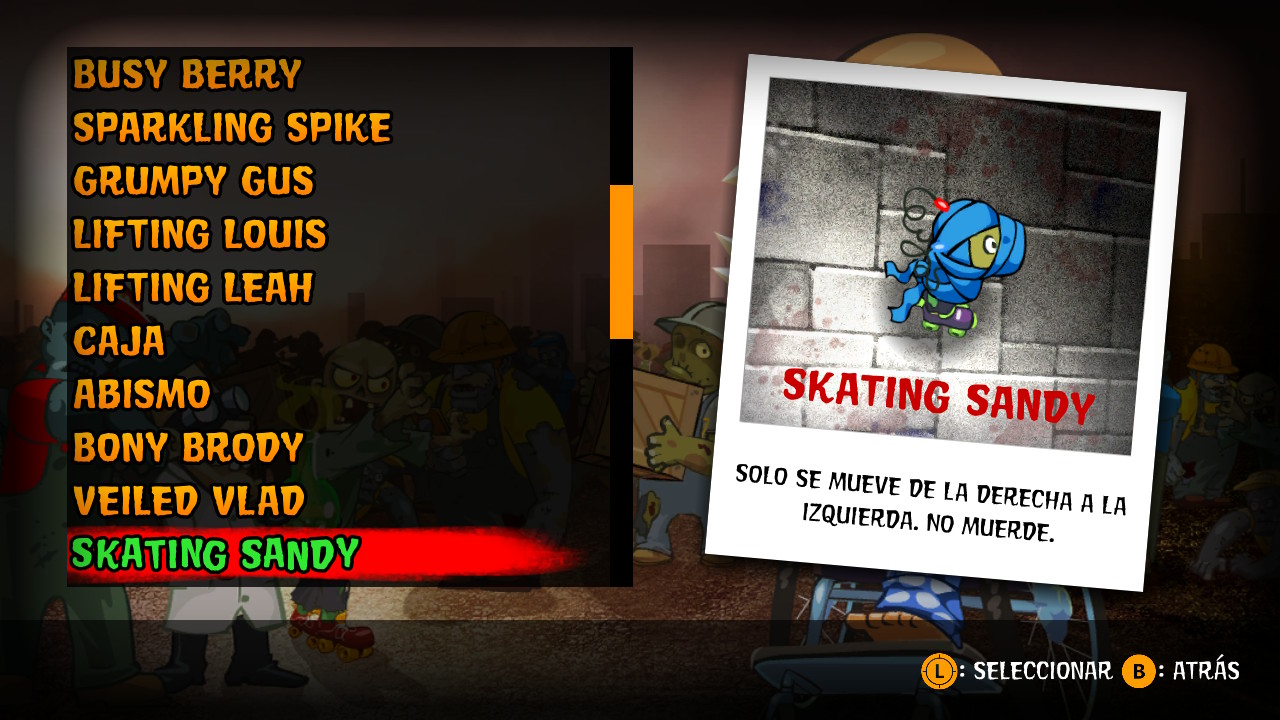 BUSY BERRY
SPARKLING SPIKE
GRUMPY GUS
LIFTING LOUIS
LIFTING LEAH
CAJA
ABISMO
BONY BRODY
VEILED VLAD
SKATING SANDY
SKATING SANDY
SOLO SE MUEVE DE LA DERECHA A LA
IZQUIERDA. NO MUERDE.
L: SELECCIONAR B: ATRÁS